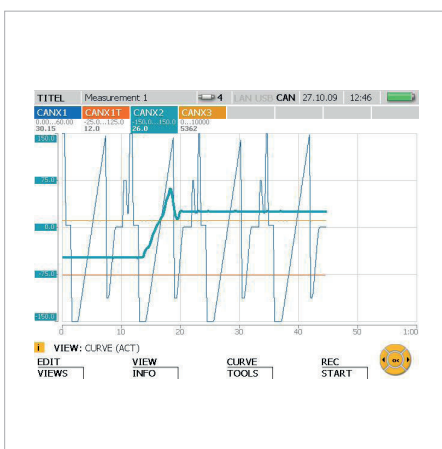 TITEL Measurement 1 4 LAN USB CAN 27.10.09 12:46
CANX1 CANX1T CANX2 CANX3
0.00...60.00 -25.0...125.0 -150.0...150.0 0...10000
30.15 12.0 26.0 5362
150.0
75.0
0.0
-75.0
-150.0
0 10 20 30 40 50 1:00
i VIEW: CURVE (ACT)
EDIT VIEW CURVE REC
VIEWS INFO TOOLS START
OK